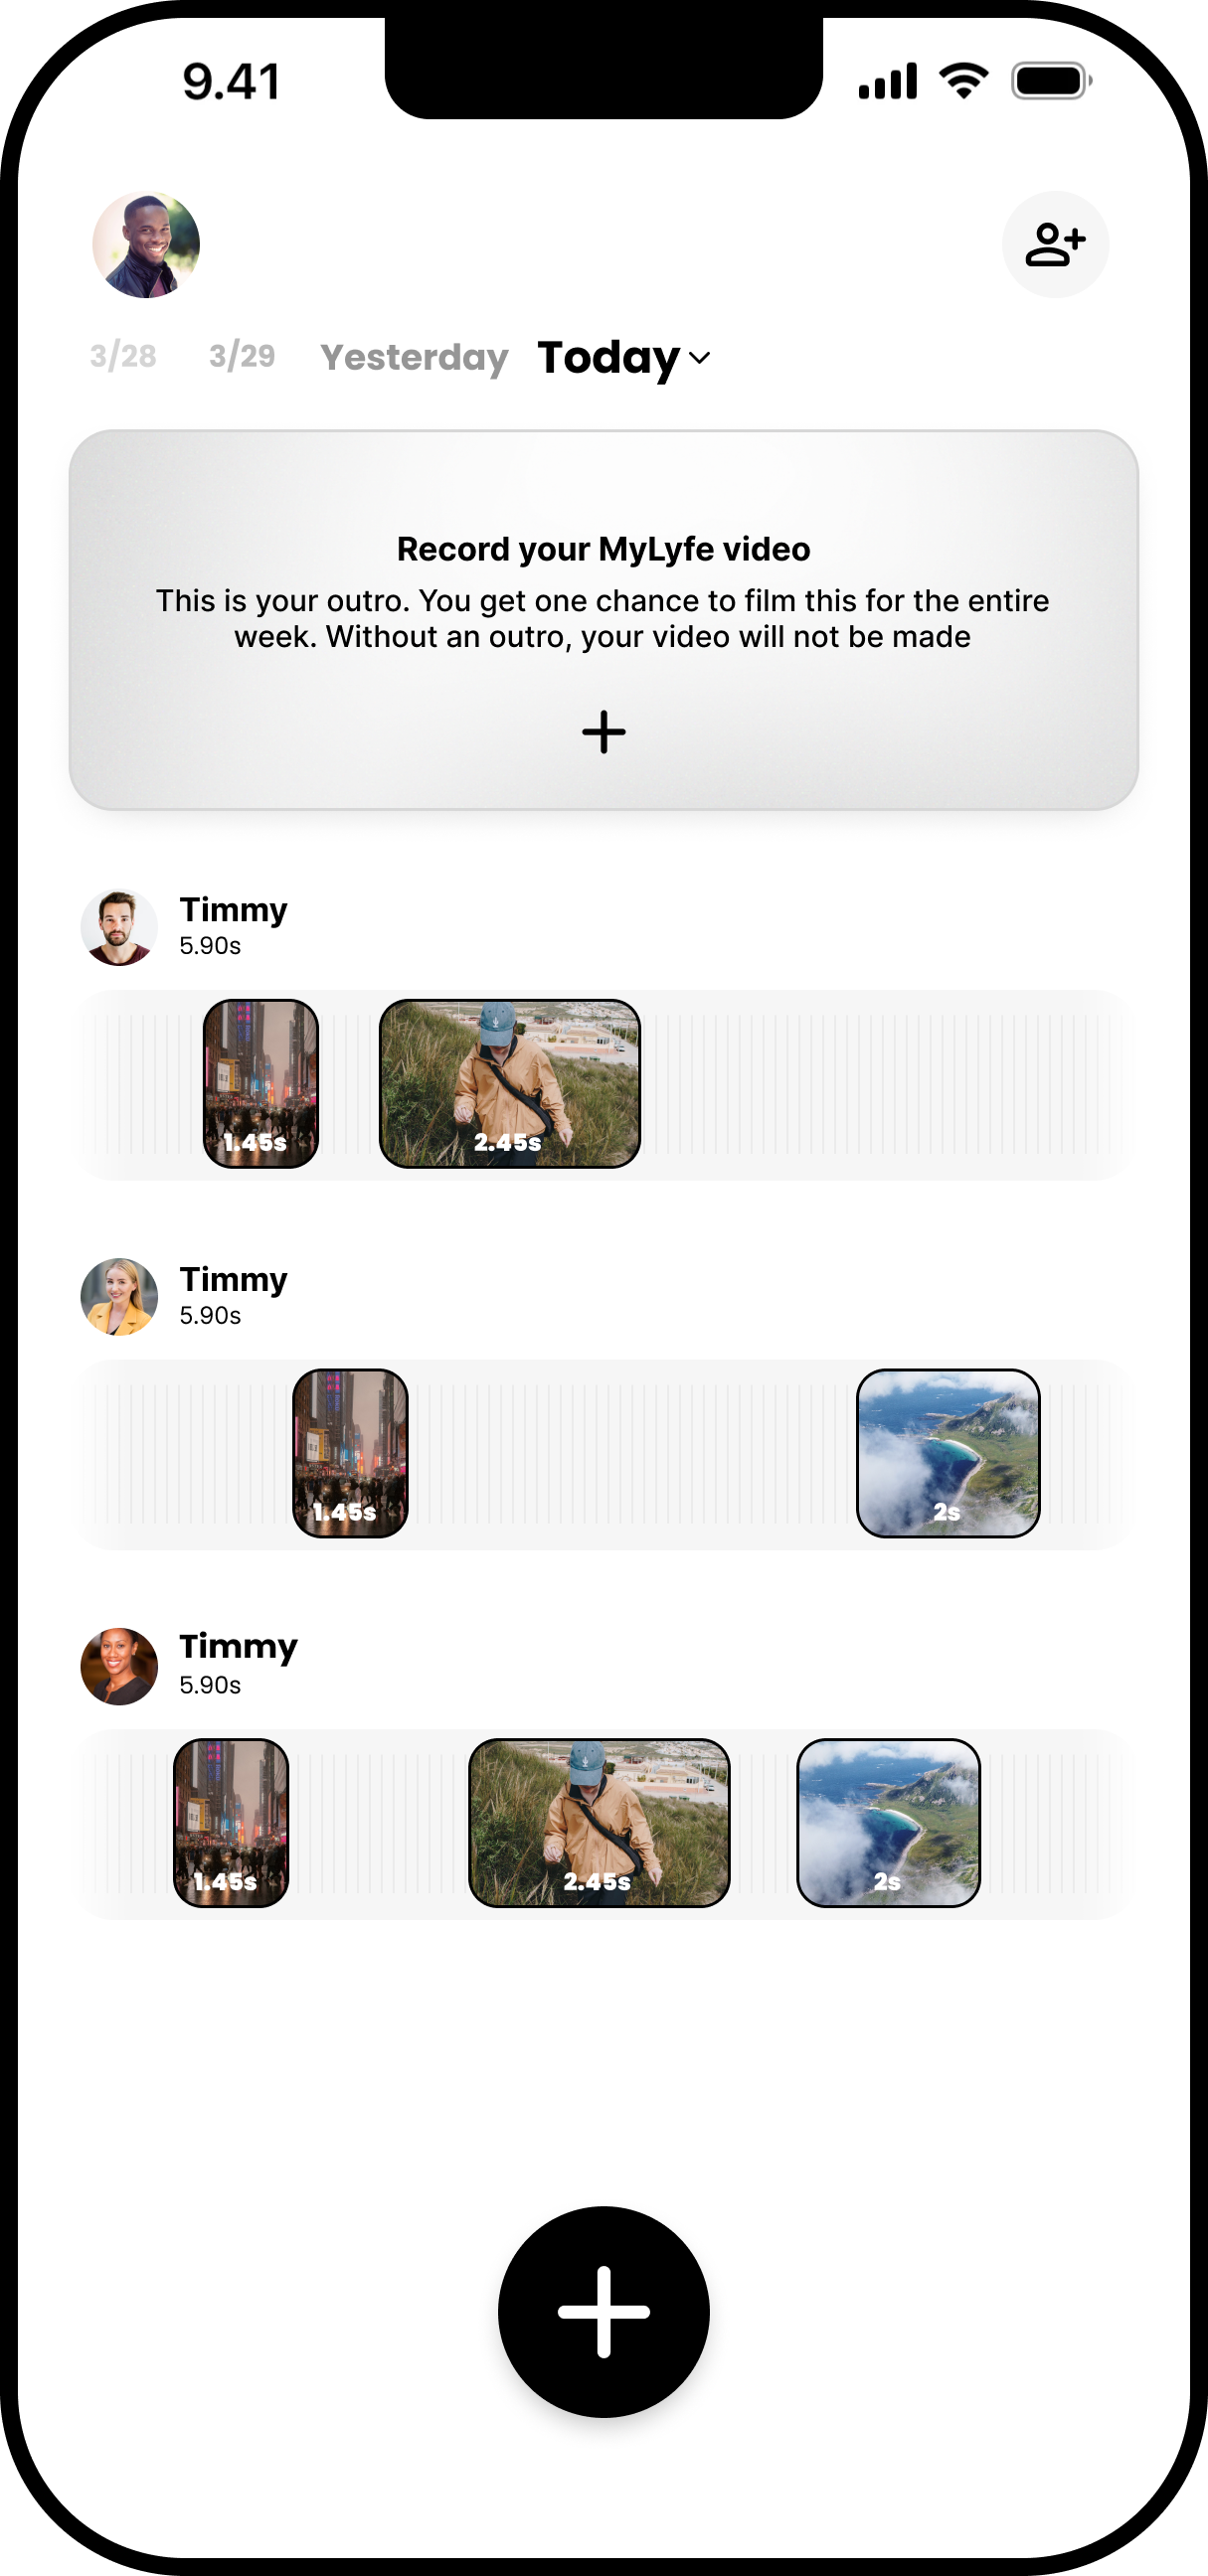 9.41
3/28 3/29 Yesterday Today
Record your MyLyfe video
This is your outro. You get one chance to film this for the entire
week. Without an outro, your video will not be made
Timmy
5.90s
1.45s 2.45s
Timmy
5.90s
1.45s 2s
Timmy
5.90s
1.45s 2.45s 2s